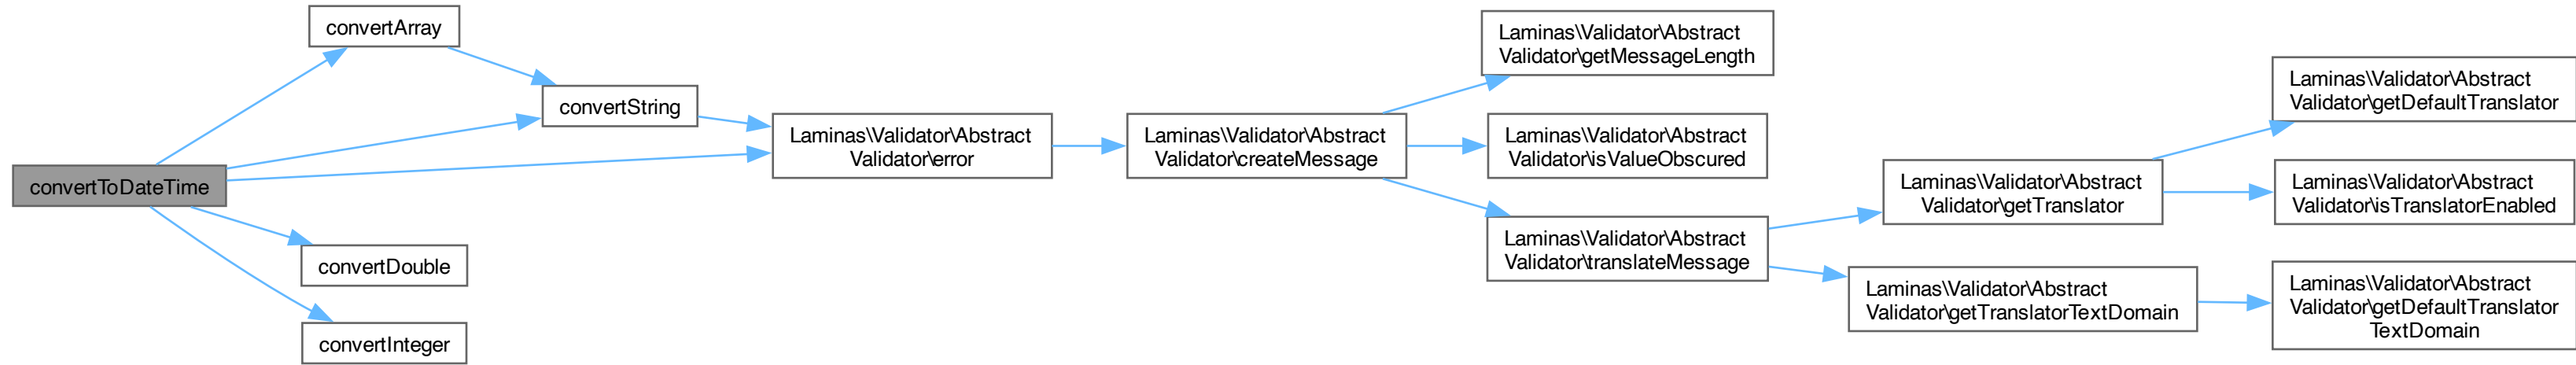 convertToDateTime
convertArray
convertString
convertDouble
convertInteger
Laminas\Validator\Abstract
Validator\error
Laminas\Validator\Abstract
Validator\createMessage
Laminas\Validator\Abstract
Validator\getMessageLength
Laminas\Validator\Abstract
Validator\isValueObscured
Laminas\Validator\Abstract
Validator\translateMessage
Laminas\Validator\Abstract
Validator\getTranslator
Laminas\Validator\Abstract
Validator\getTranslatorTextDomain
Laminas\Validator\Abstract
Validator\getDefaultTranslator
Laminas\Validator\Abstract
Validator\isTranslatorEnabled
Laminas\Validator\Abstract
Validator\getDefaultTranslator
TextDomain